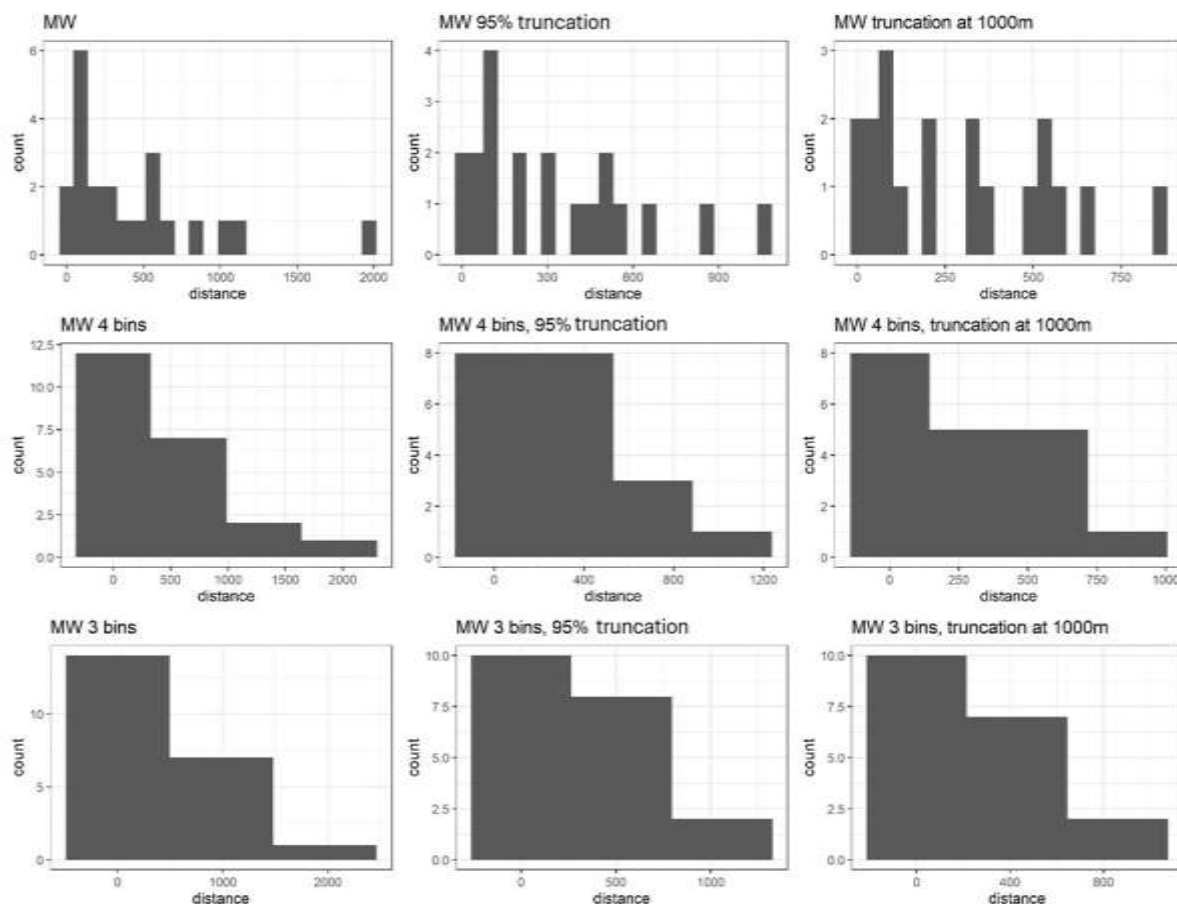 MW
MW 95% truncation
MW truncation at 1000m
6
4
2
0
count
0 500 1000 1500 2000
distance
4
3
2
1
0
count
0 300 600 900
distance
3
2
1
0
count
0 250 500 750
distance
MW 4 bins
MW 4 bins, 95% truncation
MW 4 bins, truncation at 1000m
12.5
10.0
7.5
5.0
2.5
0.0
count
0 500 1000 1500 2000
distance
8
6
4
2
0
count
0 400 800 1200
distance
8
6
4
2
0
count
0 250 500 750 1000
distance
MW 3 bins
MW 3 bins, 95% truncation
MW 3 bins, truncation at 1000m
10
5
0
count
0 1000 2000
distance
10.0
7.5
5.0
2.5
0.0
count
0 500 1000
distance
10.0
7.5
5.0
2.5
0.0
count
0 400 800
distance